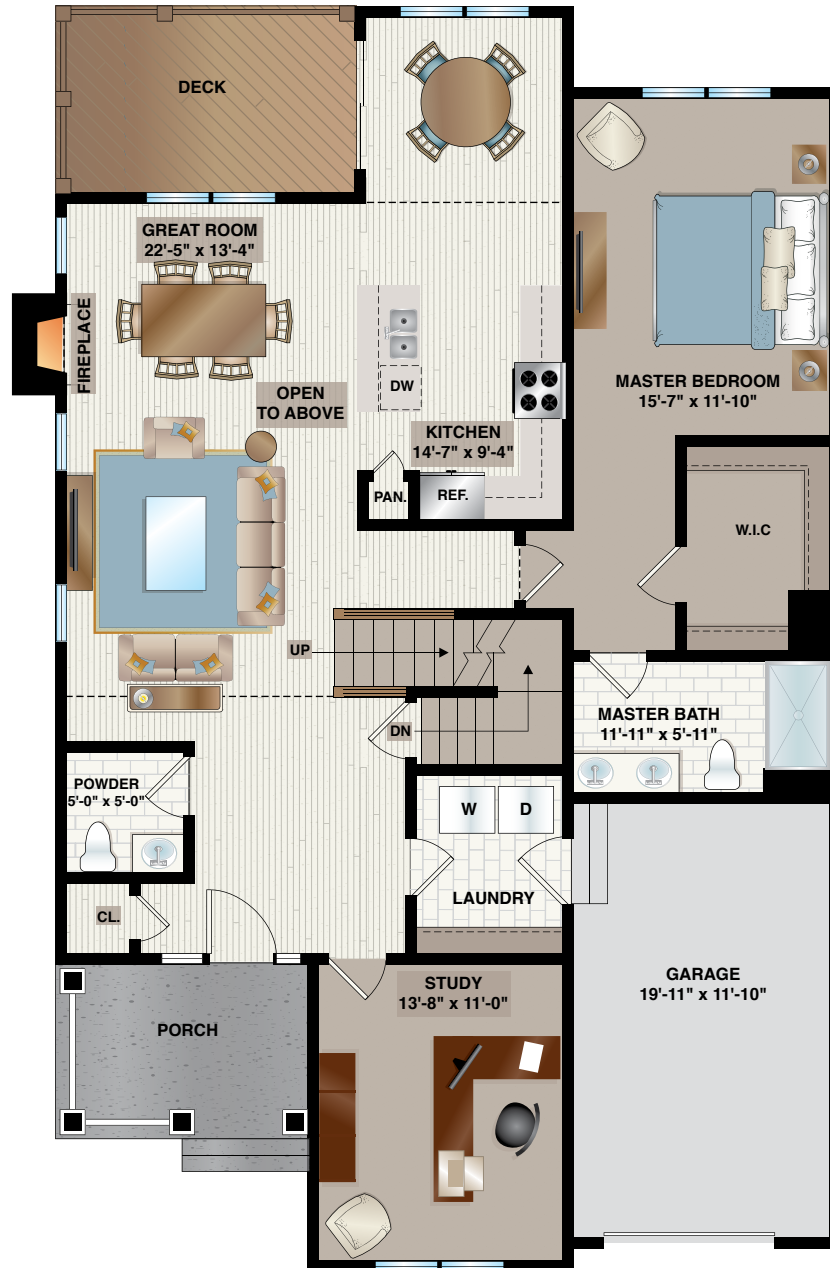 DECK
GREAT ROOM
22'-5" x 13'-4"
FIREPLACE
OPEN
TO ABOVE
DW
KITCHEN
14'-7" x 9'-4"
PAN.
REF.
MASTER BEDROOM
15'-7" x 11'-10"
W.I.C
UP
DN
MASTER BATH
11'-11" x 5'-11"
POWDER
5'-0" x 5'-0"
W
D
LAUNDRY
CL.
STUDY
13'-8" x 11'-0"
GARAGE
19'-11" x 11'-10"
PORCH